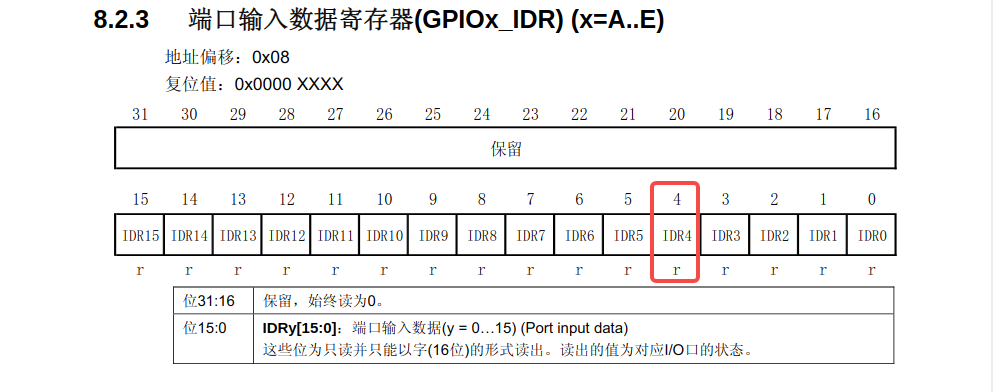 8.2.3 端口输入数据寄存器(GPIOx_IDR) (x=A..E)
地址偏移：0x08
复位值：0x0000 XXXX
31 30 29 28 27 26 25 24 23 22 21 20 19 18 17 16
保留
15 14 13 12 11 10 9 8 7 6 5 4 3 2 1 0
IDR15 IDR14 IDR13 IDR12 IDR11 IDR10 IDR9 IDR8 IDR7 IDR6 IDR5 IDR4 IDR3 IDR2 IDR1 IDR0
r r r r r r r r r r r r r r r r
位31:16 保留，始终读为0。
位15:0 IDRy[15:0]：端口输入数据(y = 0…15) (Port input data)
这些位为只读并只能以字(16位)的形式读出。读出的值为对应I/O口的状态。